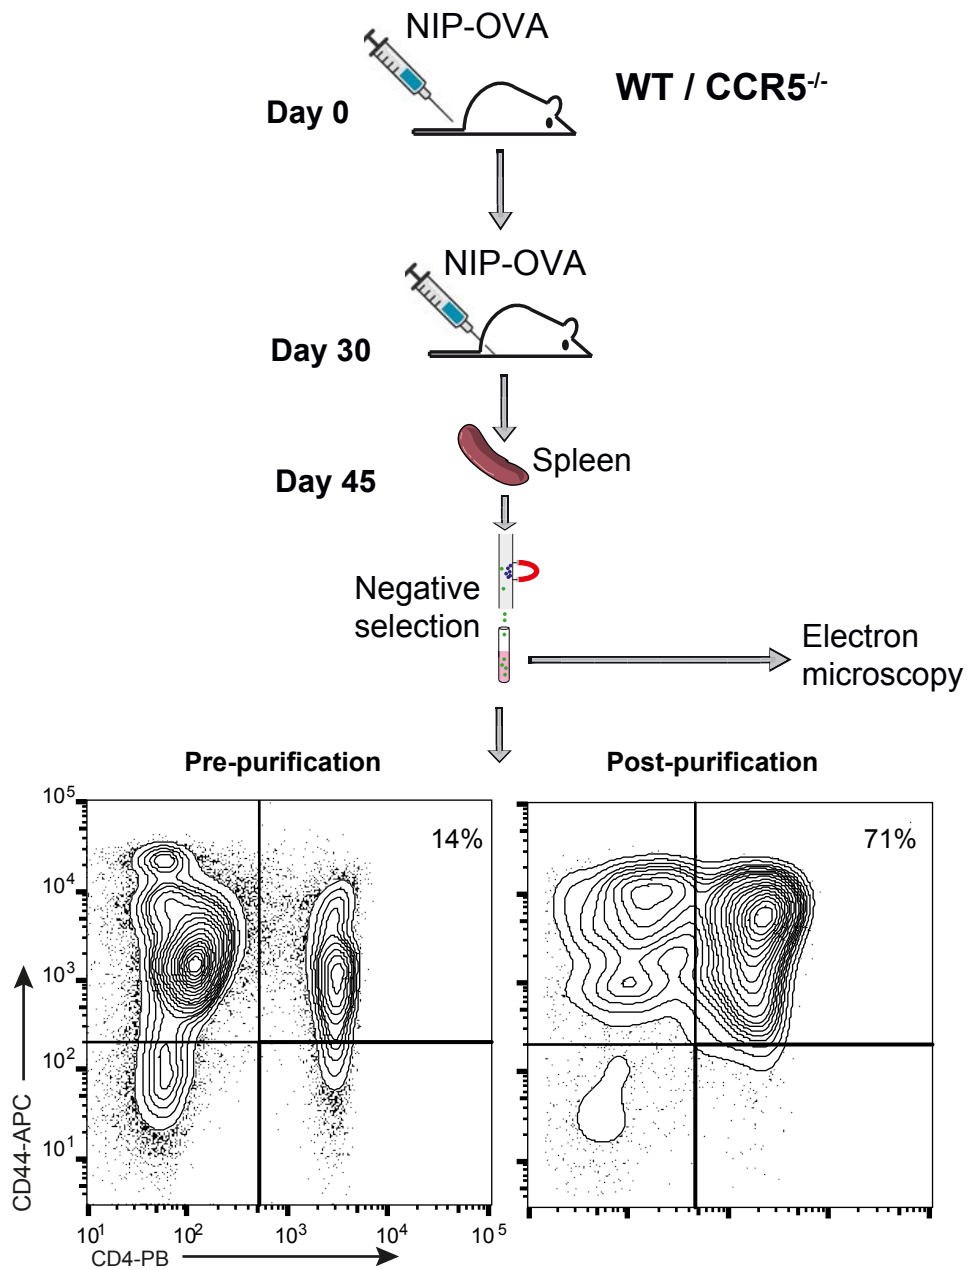 NIP-OVA
WT / CCR5-/-
Day 0
NIP-OVA
Day 30
Spleen
Day 45
Negative
selection
Electron
microscopy
Pre-purification
Post-purification
10^5
14%
71%
10^4
10^3
10^2
10^1
CD44-APC
10^1 10^2 10^3 10^4 10^5
CD4-PB